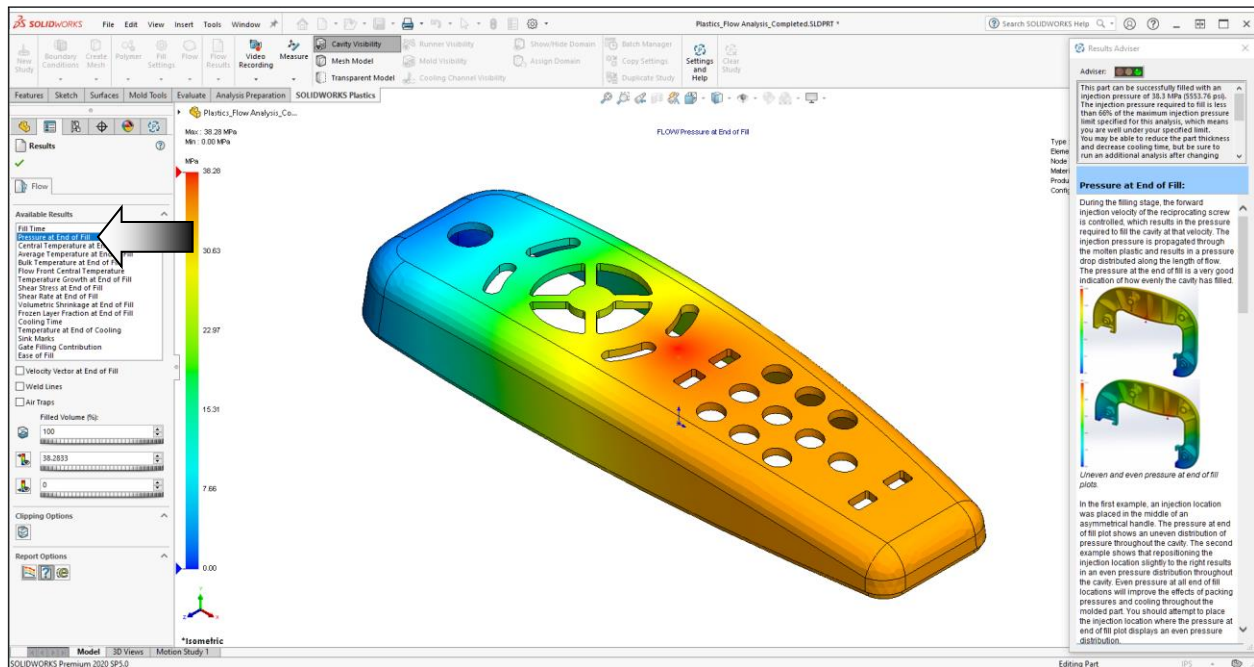 SOLIDWORKS File Edit View Insert Tools Window
Plastics_Flow Analysis_Completed.SLDPRT *
Search SOLIDWORKS Help
New Study
Boundary Conditions
Create Mesh
Polymer
Fill Settings
Flow
Flow Results
Video Recording
Measure
Cavity Visibility
Mesh Model
Transparent Model
Runner Visibility
Mold Visibility
Cooling Channel Visibility
Show/Hide Domain
Assign Domain
Batch Manager
Copy Settings
Duplicate Study
Settings and Help
Clear Study
Features Sketch Surfaces Mold Tools Evaluate Analysis Preparation SOLIDWORKS Plastics
Plastics_Flow Analysis_Co...
Results
Flow
Available Results
Fill Time
Pressure at End of Fill
Central Temperature at E
Average Temperature at End
Bulk Temperature at End of Fill
Flow Front Central Temperature
Temperature Growth at End of Fill
Shear Stress at End of Fill
Shear Rate at End of Fill
Volumetric Shrinkage at End of Fill
Frozen Layer Fraction at End of Fill
Cooling Time
Temperature at End of Cooling
Sink Marks
Gate Filling Contribution
Ease of Fill
Velocity Vector at End of Fill
Weld Lines
Air Traps
Filled Volume (%):
100
38.2833
0
Clipping Options
Report Options
Max : 38.28 MPa
Min : 0.00 MPa
MPa
38.28
30.63
22.97
15.31
7.66
0.00
FLOW/Pressure at End of Fill
Type
Eleme
Node
Materi
Produ
Config
*Isometric
Results Adviser
Adviser:
This part can be successfully filled with an
injection pressure of 38.3 MPa (5553.76 psi).
The injection pressure required to fill is less
than 66% of the maximum injection pressure
limit specified for this analysis, which means
you are well under your specified limit.
You may be able to reduce the part thickness
and decrease cooling time, but be sure to
run an additional analysis after changing
Pressure at End of Fill:
During the filling stage, the forward
injection velocity of the reciprocating screw
is controlled, which results in the pressure
required to fill the cavity at that velocity. The
injection pressure is propagated through
the molten plastic and results in a pressure
drop distributed along the length of flow.
The pressure at the end of fill is a very good
indication of how evenly the cavity has filled.
Uneven and even pressure at end of fill
plots.
In the first example, an injection location
was placed in the middle of an
asymmetrical handle. The pressure at end
of fill plot shows an uneven distribution of
pressure throughout the cavity. The second
example shows that repositioning the
injection location slightly to the right results
in an even pressure distribution throughout
the cavity. Even pressure at all end of fill
locations will improve the effects of packing
pressures and cooling throughout the
molded part. You should attempt to place
the injection location where the pressure at
end of fill plot displays an even pressure
distribution.
Model 3D Views Motion Study 1
SOLIDWORKS Premium 2020 SP5.0
Editing Part
IPS